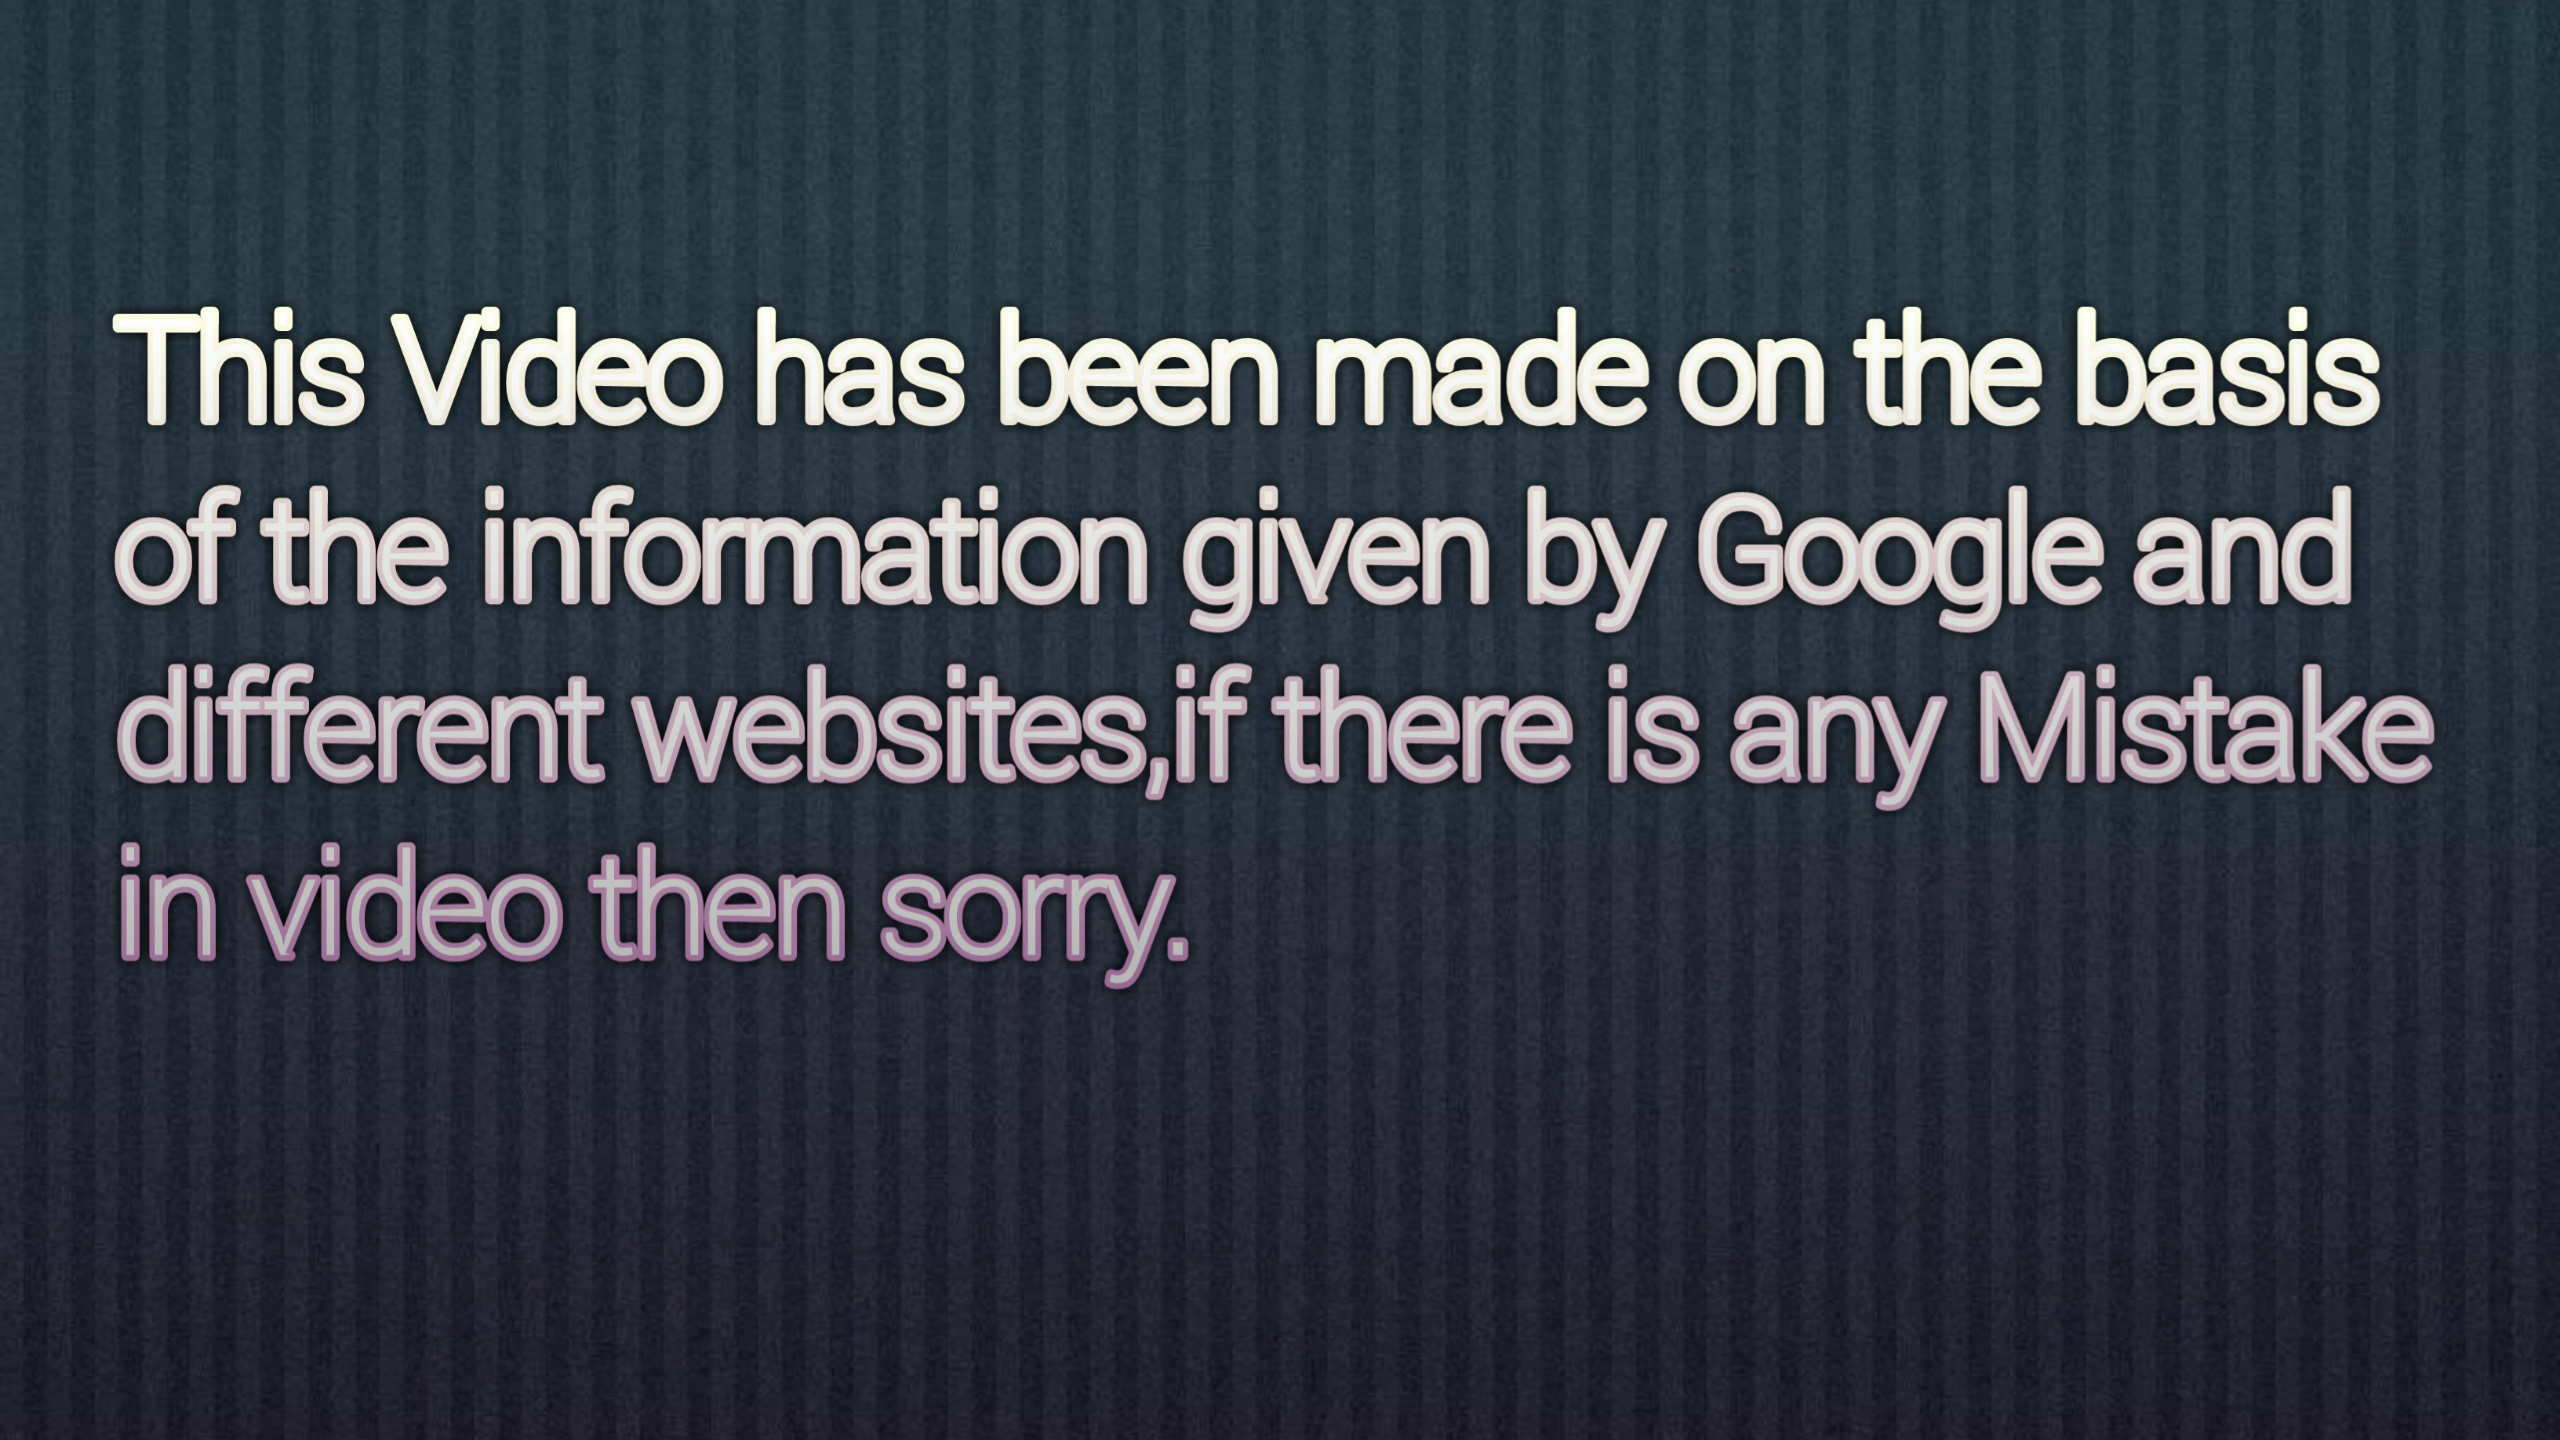 This Video has been made on the basis
of the information given by Google and
different websites,if there is any Mistake
in video then sorry.